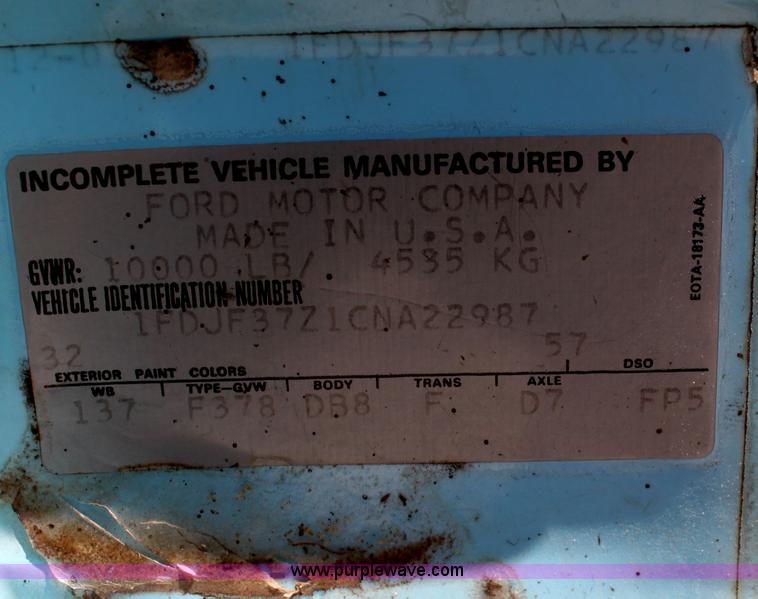 1FDJF37Z1CNA22987
INCOMPLETE VEHICLE MANUFACTURED BY
FORD MOTOR COMPANY
MADE IN U.S.A.
GVWR: 10000 LB/ 4535 KG
VEHICLE IDENTIFICATION NUMBER
1FDJF37Z1CNA22987
32 57
EXTERIOR PAINT COLORS DSO
WB TYPE-GVW BODY TRANS AXLE
137 F378 DB8 F D7 FP5
EOTA-18173-AA
www.purplewave.com